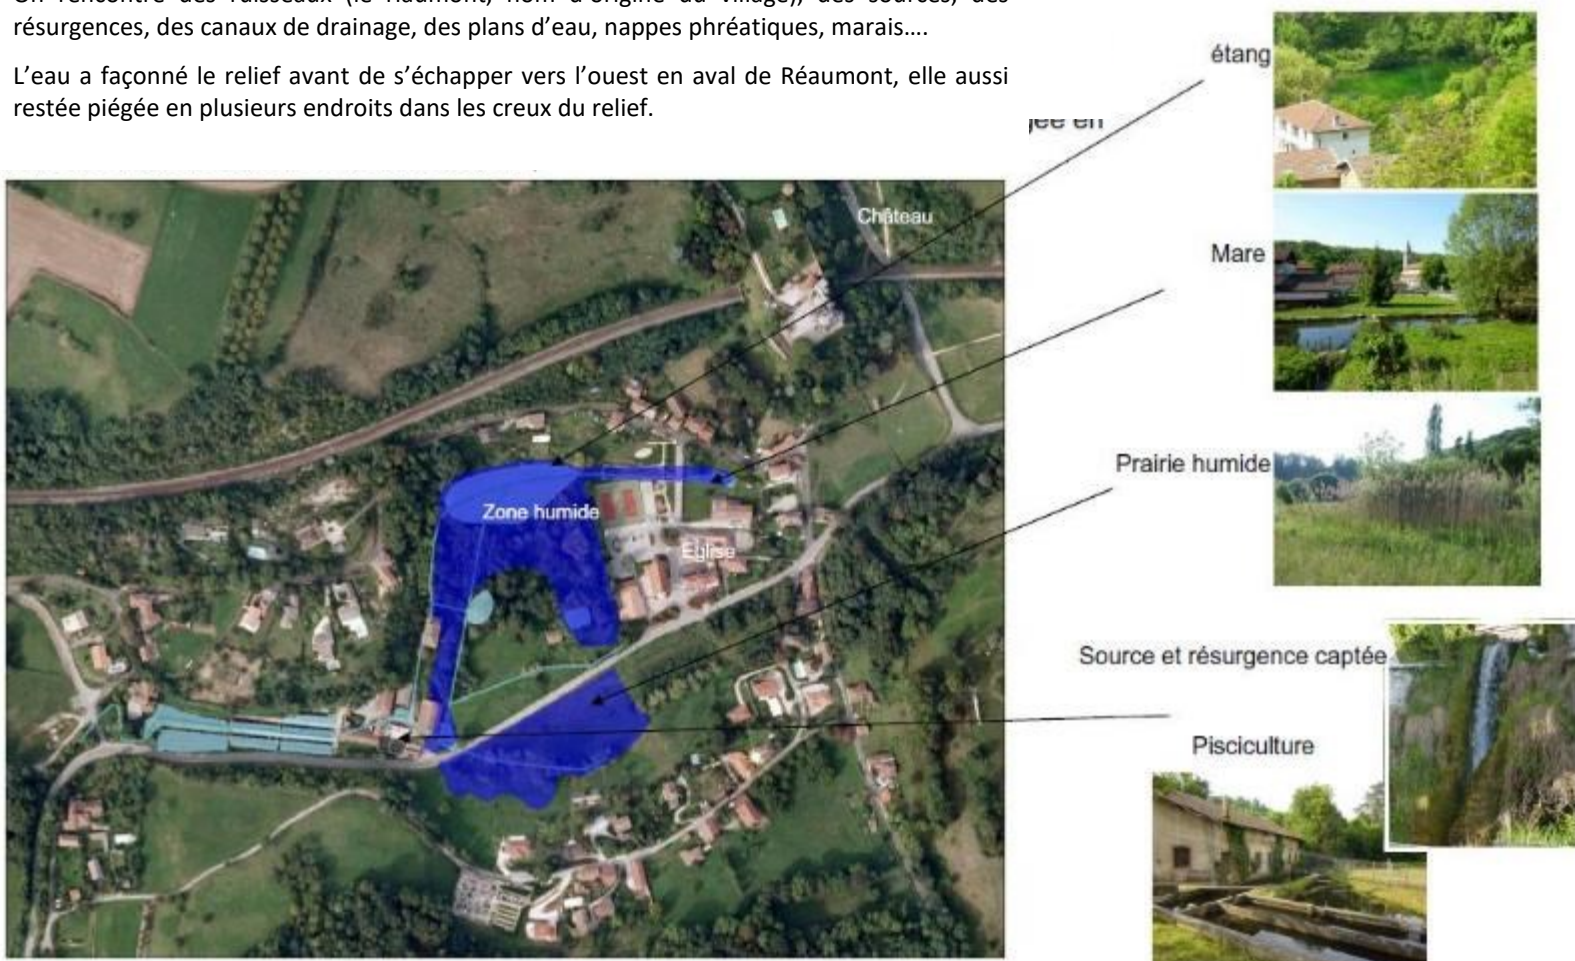 résurgences, des canaux de drainage, des plans d’eau, nappes phréatiques, marais….
L’eau a façonné le relief avant de s’échapper vers l’ouest en aval de Réaumont, elle aussi
restée piégée en plusieurs endroits dans les creux du relief.
étang
Château
Mare
Prairie humide
Zone humide
Eglise
Source et résurgence captée
Pisciculture